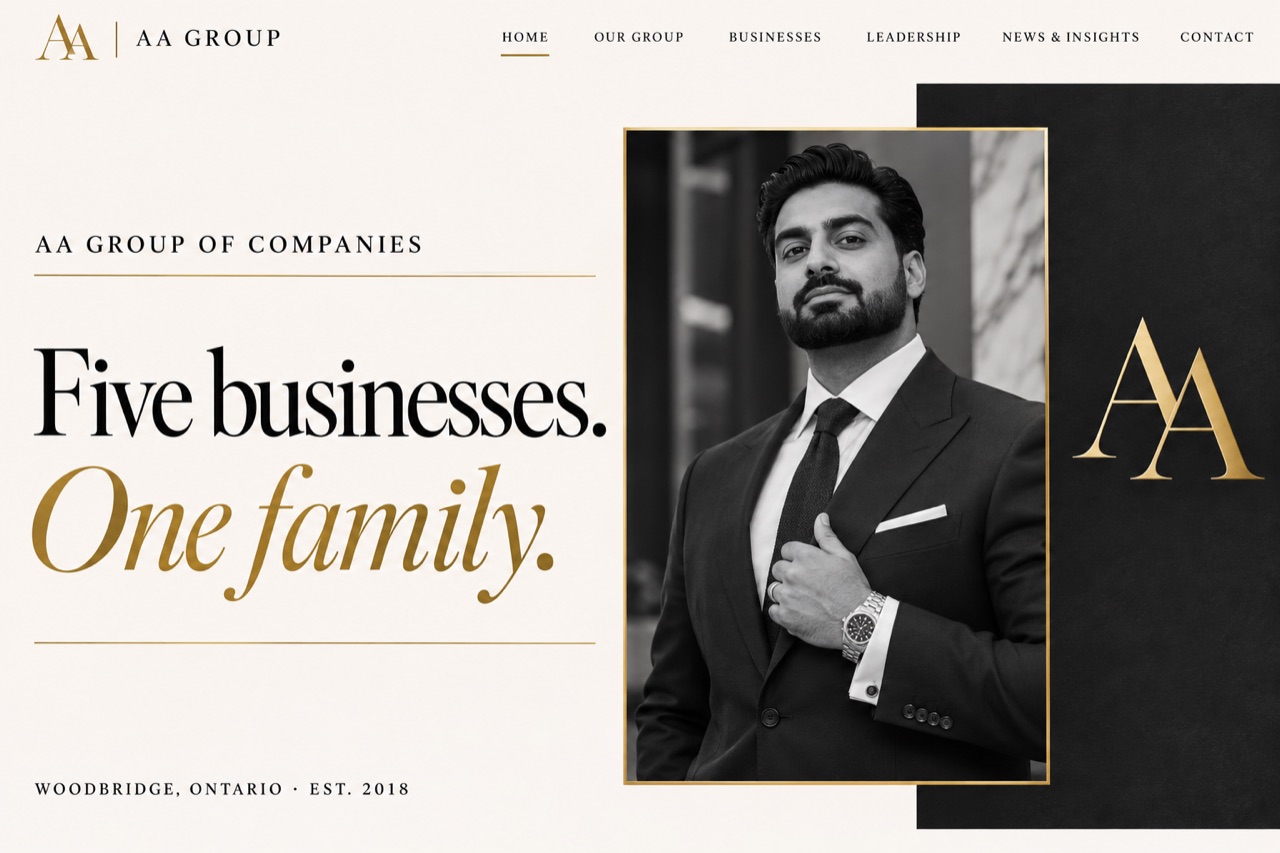 AA
AA GROUP
HOME
OUR GROUP
BUSINESSES
LEADERSHIP
NEWS & INSIGHTS
CONTACT
AA GROUP OF COMPANIES
Five businesses.
One family.
WOODBRIDGE, ONTARIO · EST. 2018
AA